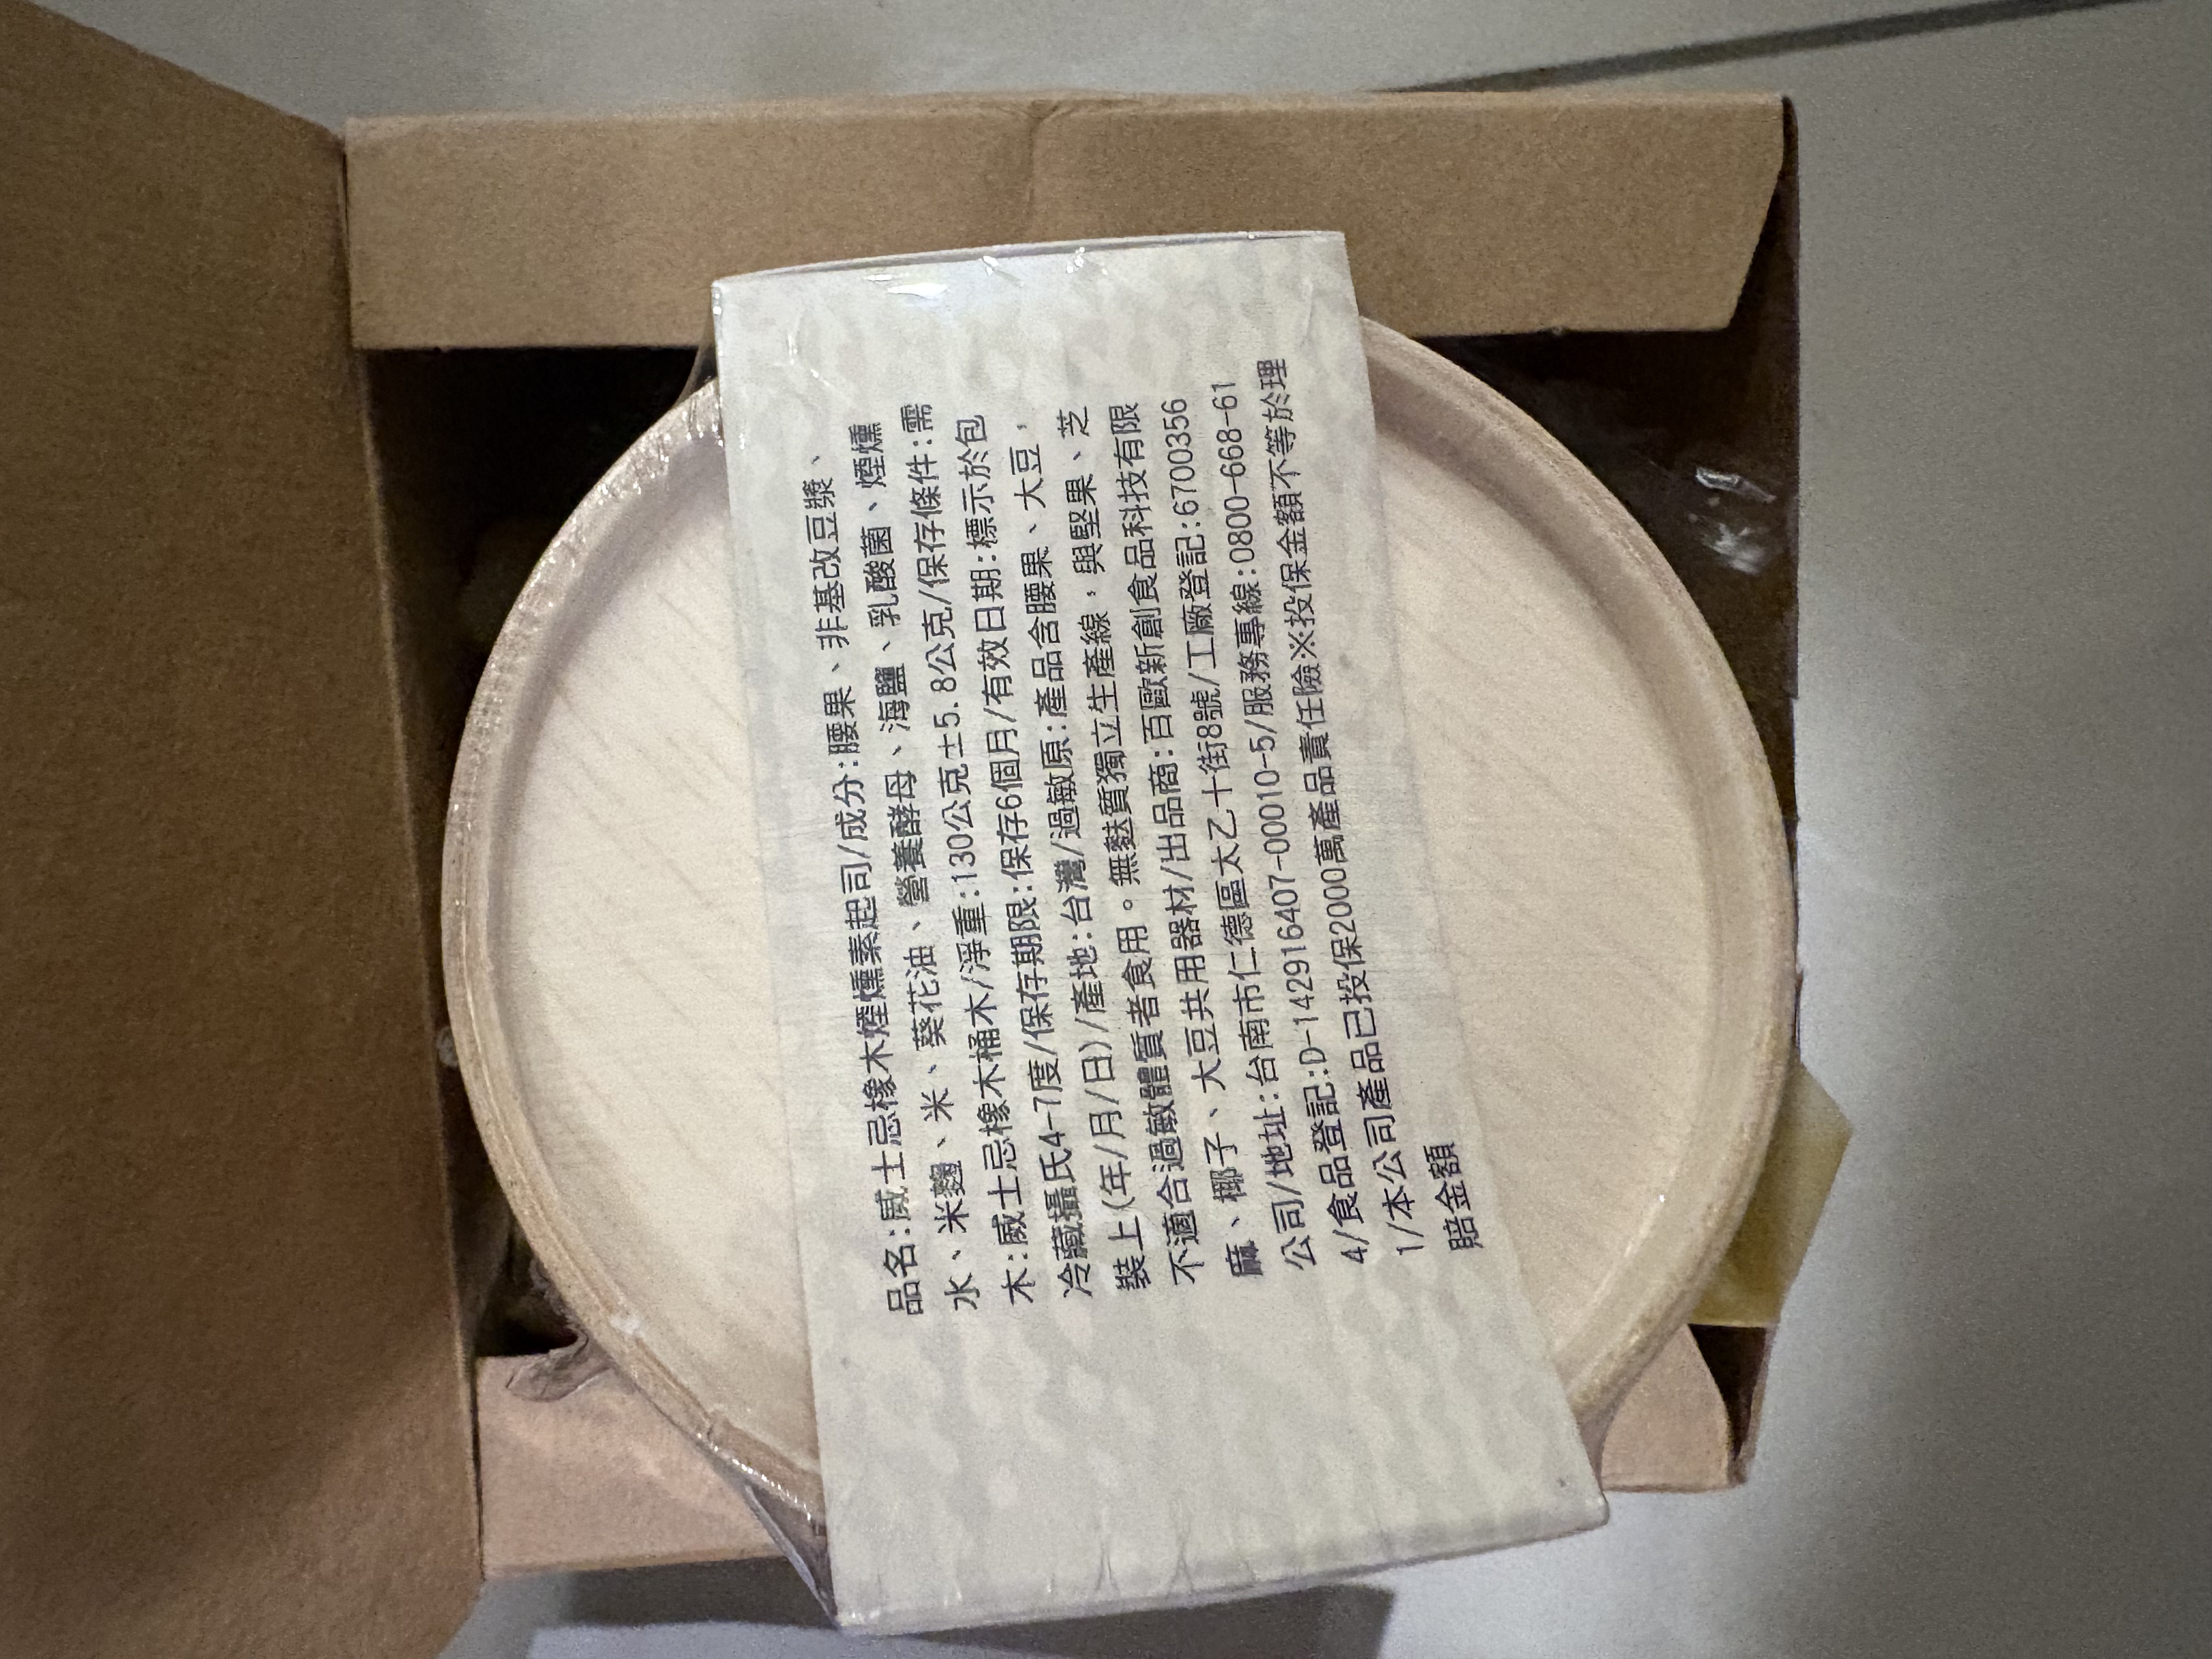 品名:威士忌橡木煙燻素起司/成分:腰果、非基改豆漿、
水、米麴、米、葵花油、營養酵母、海鹽、乳酸菌、煙燻
木:威士忌橡木桶木/淨重:130公克±5.8公克/保存條件:需
冷藏攝氏4-7度/保存期限:保存6個月/有效日期:標示於包
裝上(年/月/日)/產地:台灣/過敏原:產品含腰果、大豆,
不適合過敏體質者食用。無麩質獨立生產線,與堅果、芝
麻、椰子、大豆共用器材/出品商:百歐新創食品科技有限
公司/地址:台南市仁德區太乙十街8號/工廠登記:6700356
4/食品登記:D-142916407-00010-5/服務專線:0800-668-61
1/本公司產品已投保2000萬產品責任險※投保金額不等於理
賠金額